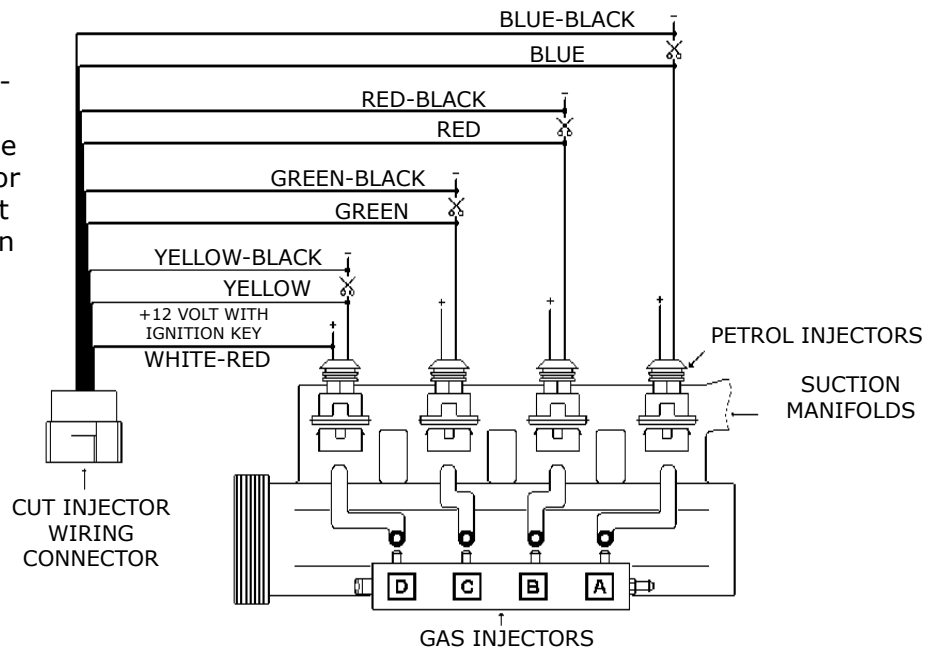 BLUE-BLACK
BLUE
RED-BLACK
RED
GREEN-BLACK
GREEN
YELLOW-BLACK
YELLOW
+12 VOLT WITH
IGNITION KEY
WHITE-RED
-
e
or
t
n
PETROL INJECTORS
SUCTION
MANIFOLDS
CUT INJECTOR
WIRING
CONNECTOR
D C B A
GAS INJECTORS